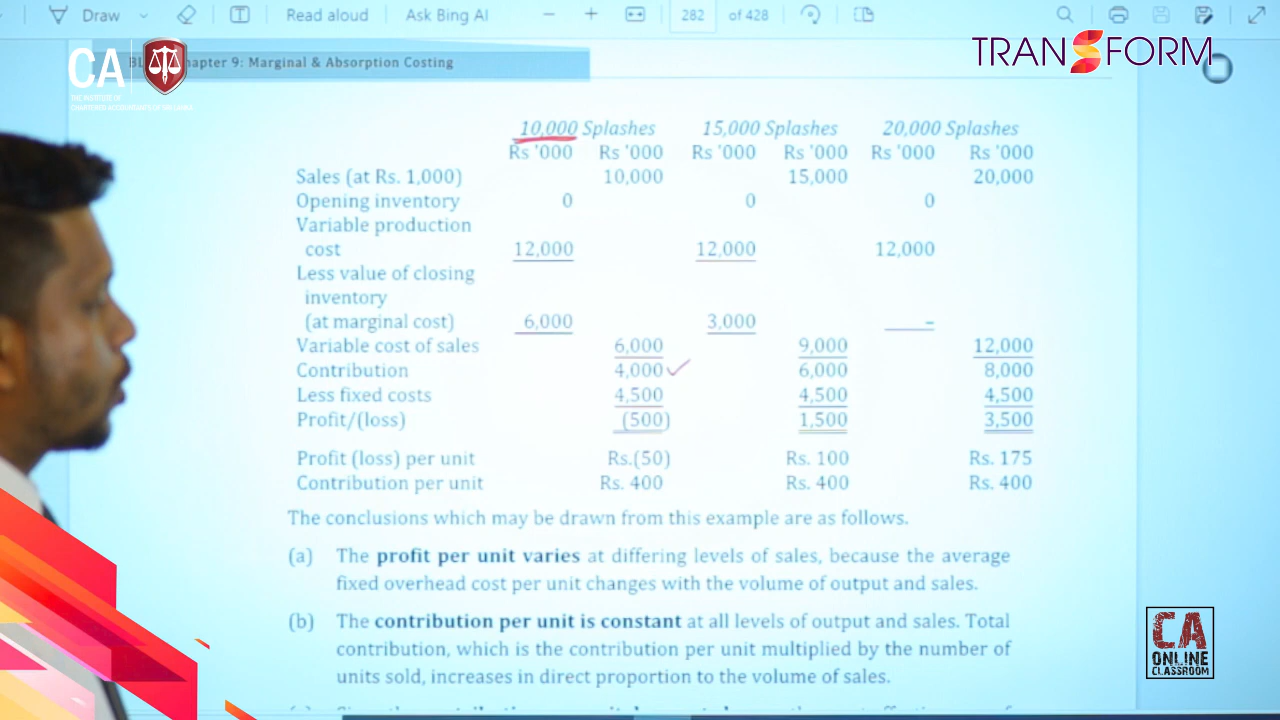 Draw Read aloud Ask Bing AI 282 of 428
CA
THE INSTITUTE OF
CHARTERED ACCOUNTANTS OF SRI LANKA
hapter 9: Marginal & Absorption Costing
TRANSFORM
10,000 Splashes 15,000 Splashes 20,000 Splashes
Rs '000 Rs '000 Rs '000 Rs '000 Rs '000 Rs '000
Sales (at Rs. 1,000) 10,000 15,000 20,000
Opening inventory 0 0 0
Variable production
cost 12,000 12,000 12,000
Less value of closing
inventory
(at marginal cost) 6,000 3,000 –
Variable cost of sales 6,000 9,000 12,000
Contribution 4,000 6,000 8,000
Less fixed costs 4,500 4,500 4,500
Profit/(loss) (500) 1,500 3,500
Profit (loss) per unit Rs.(50) Rs. 100 Rs. 175
Contribution per unit Rs. 400 Rs. 400 Rs. 400
The conclusions which may be drawn from this example are as follows.
(a) The profit per unit varies at differing levels of sales, because the average
fixed overhead cost per unit changes with the volume of output and sales.
(b) The contribution per unit is constant at all levels of output and sales. Total
contribution, which is the contribution per unit multiplied by the number of
units sold, increases in direct proportion to the volume of sales.
CA
ONLINE
CLASSROOM